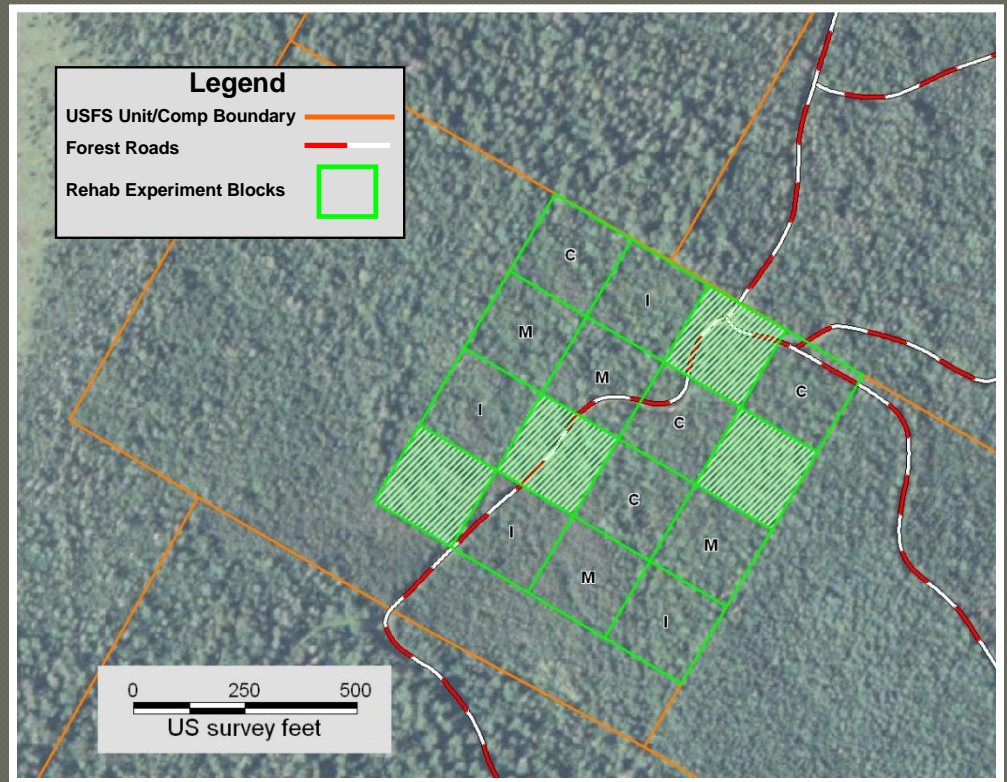 Legend
USFS Unit/Comp Boundary
Forest Roads
Rehab Experiment Blocks
C
I
M
C
M
I
C
C
M
I
M
I
0 250 500
US survey feet